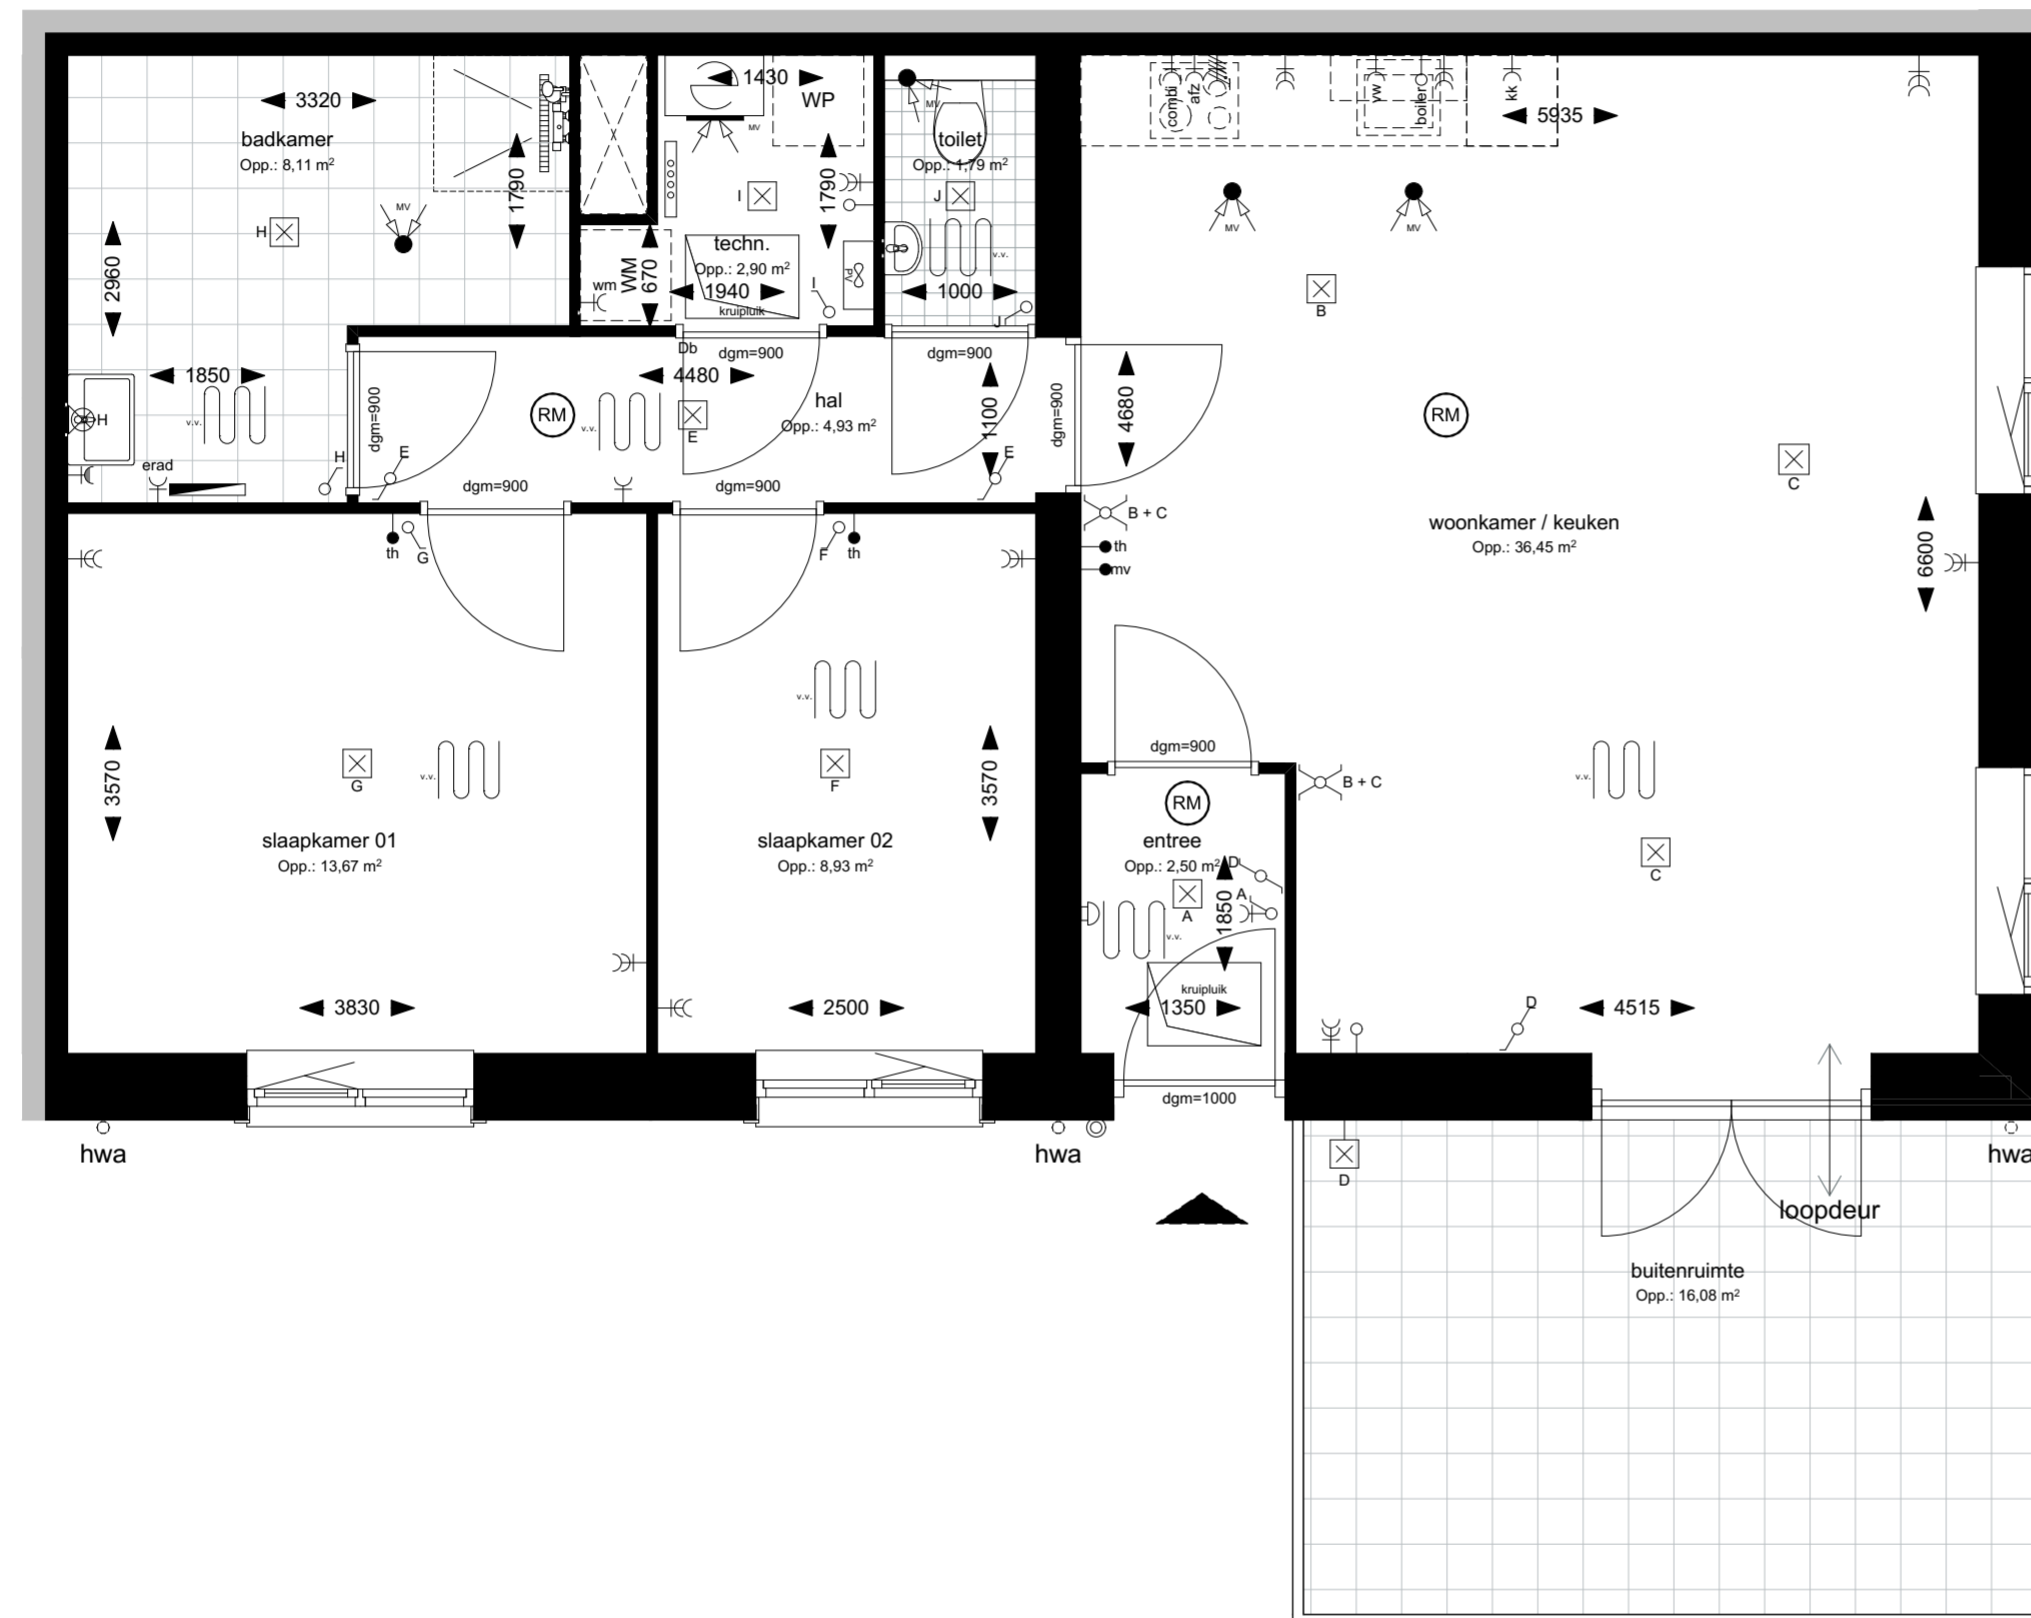 3320
badkamer
Opp.: 8,11 m²
1790
H
MV
2960
1850
H
v.v.
erad
H
dgm=900
E
1430
WP
MV
I
1790
techn.
Opp.: 2,90 m²
wm
WM
670
1940
kruipluik
I
PV
MV
toilet
Opp.: 1,79 m²
J
v.v.
1000
J
Db
dgm=900
dgm=900
4480
RM
v.v.
E
hal
Opp.: 4,93 m²
1100
E
dgm=900
dgm=900
dgm=900
combi
afz
vw
boiler
kk
5935
MV
MV
B
4680
RM
C
B + C
th
mv
woonkamer / keuken
Opp.: 36,45 m²
6600
th
G
F
th
v.v.
3570
G
v.v.
slaapkamer 01
Opp.: 13,67 m²
3830
F
3570
slaapkamer 02
Opp.: 8,93 m²
2500
dgm=900
RM
B + C
entree
Opp.: 2,50 m²
D
A
A
1850
v.v.
kruipluik
1350
dgm=1000
v.v.
C
D
4515
hwa
hwa
hwa
D
loopdeur
buitenruimte
Opp.: 16,08 m²